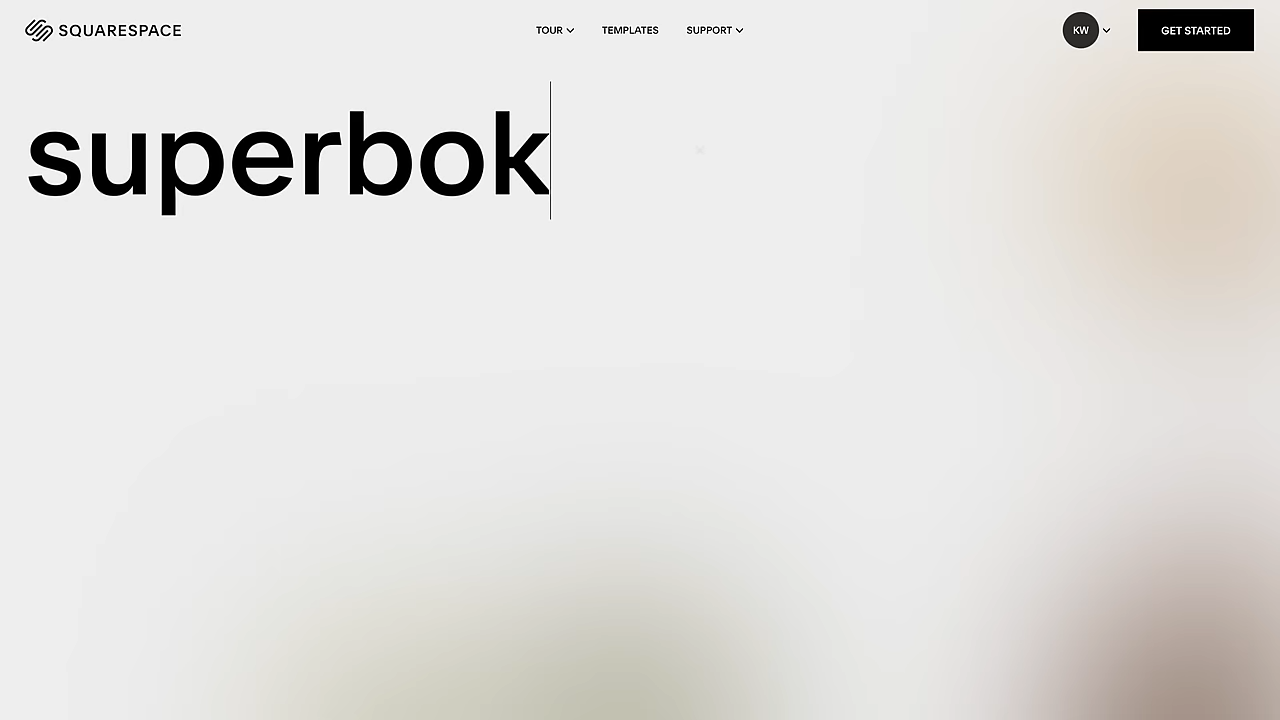 SQUARESPACE
TOUR
TEMPLATES
SUPPORT
KW
GET STARTED
superbok